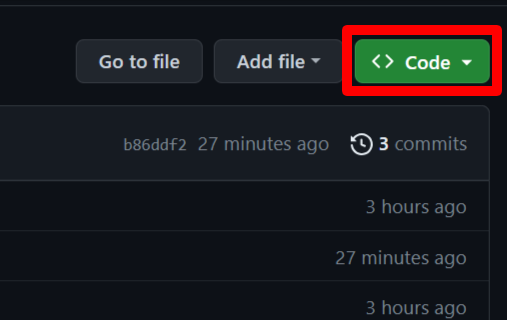 Go to file Add file <> Code
b86ddf2 27 minutes ago 3 commits
3 hours ago
27 minutes ago
3 hours ago